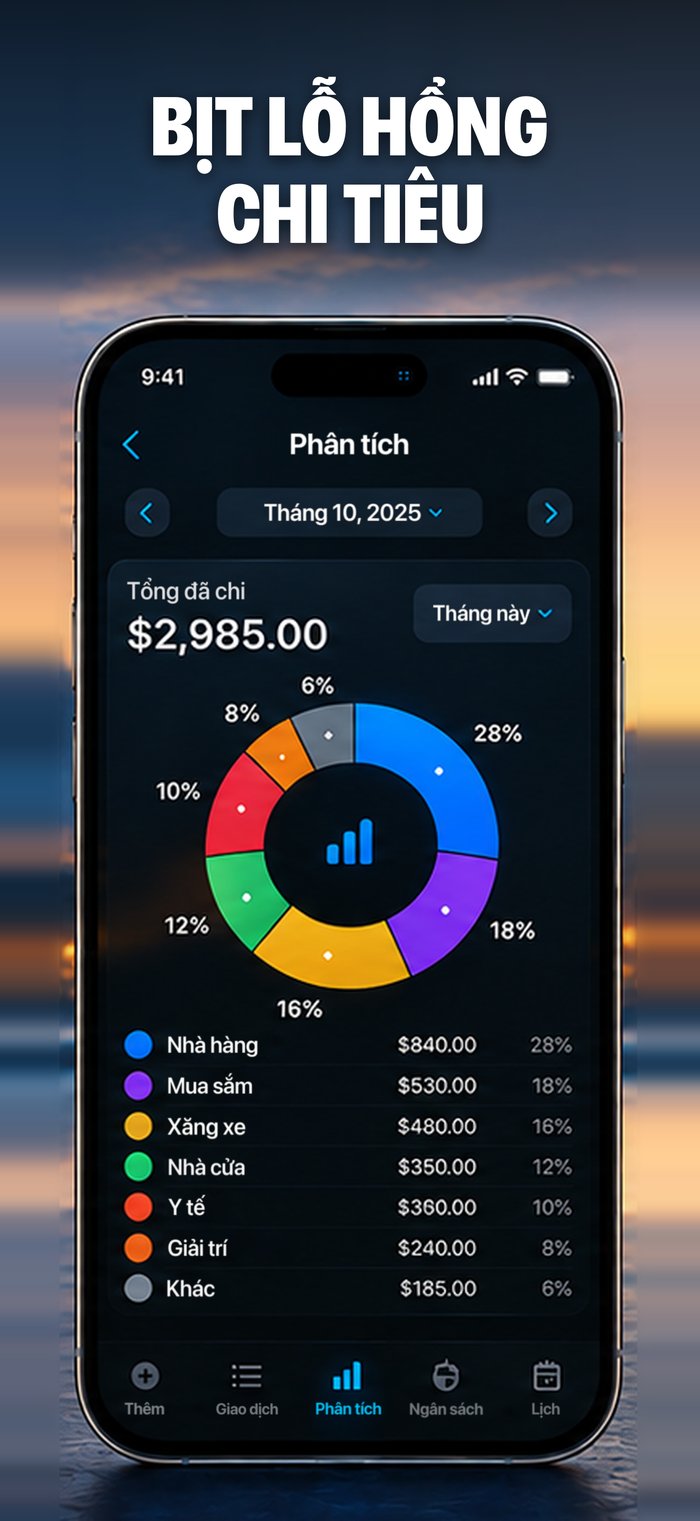 BỊT LỖ HỔNG
CHI TIÊU
9:41
Phân tích
Tháng 10, 2025
Tổng đã chi
$2,985.00
Tháng này
6%
8%
28%
10%
12%
18%
16%
Nhà hàng $840.00 28%
Mua sắm $530.00 18%
Xăng xe $480.00 16%
Nhà cửa $350.00 12%
Y tế $360.00 10%
Giải trí $240.00 8%
Khác $185.00 6%
Thêm Giao dịch Phân tích Ngân sách Lịch